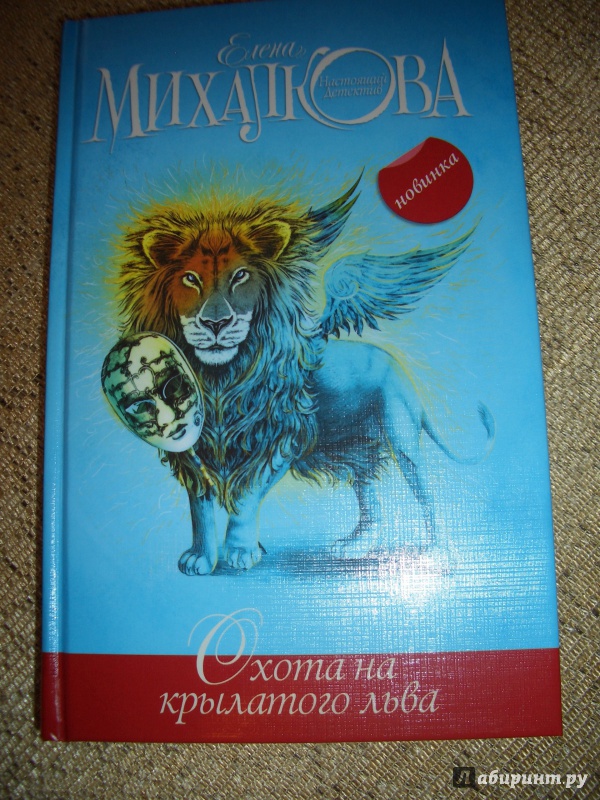 Елена
МИХАЛКОВА
Настоящий
детектив
новинка
Охота на
крылатого льва
Лабиринт.ру